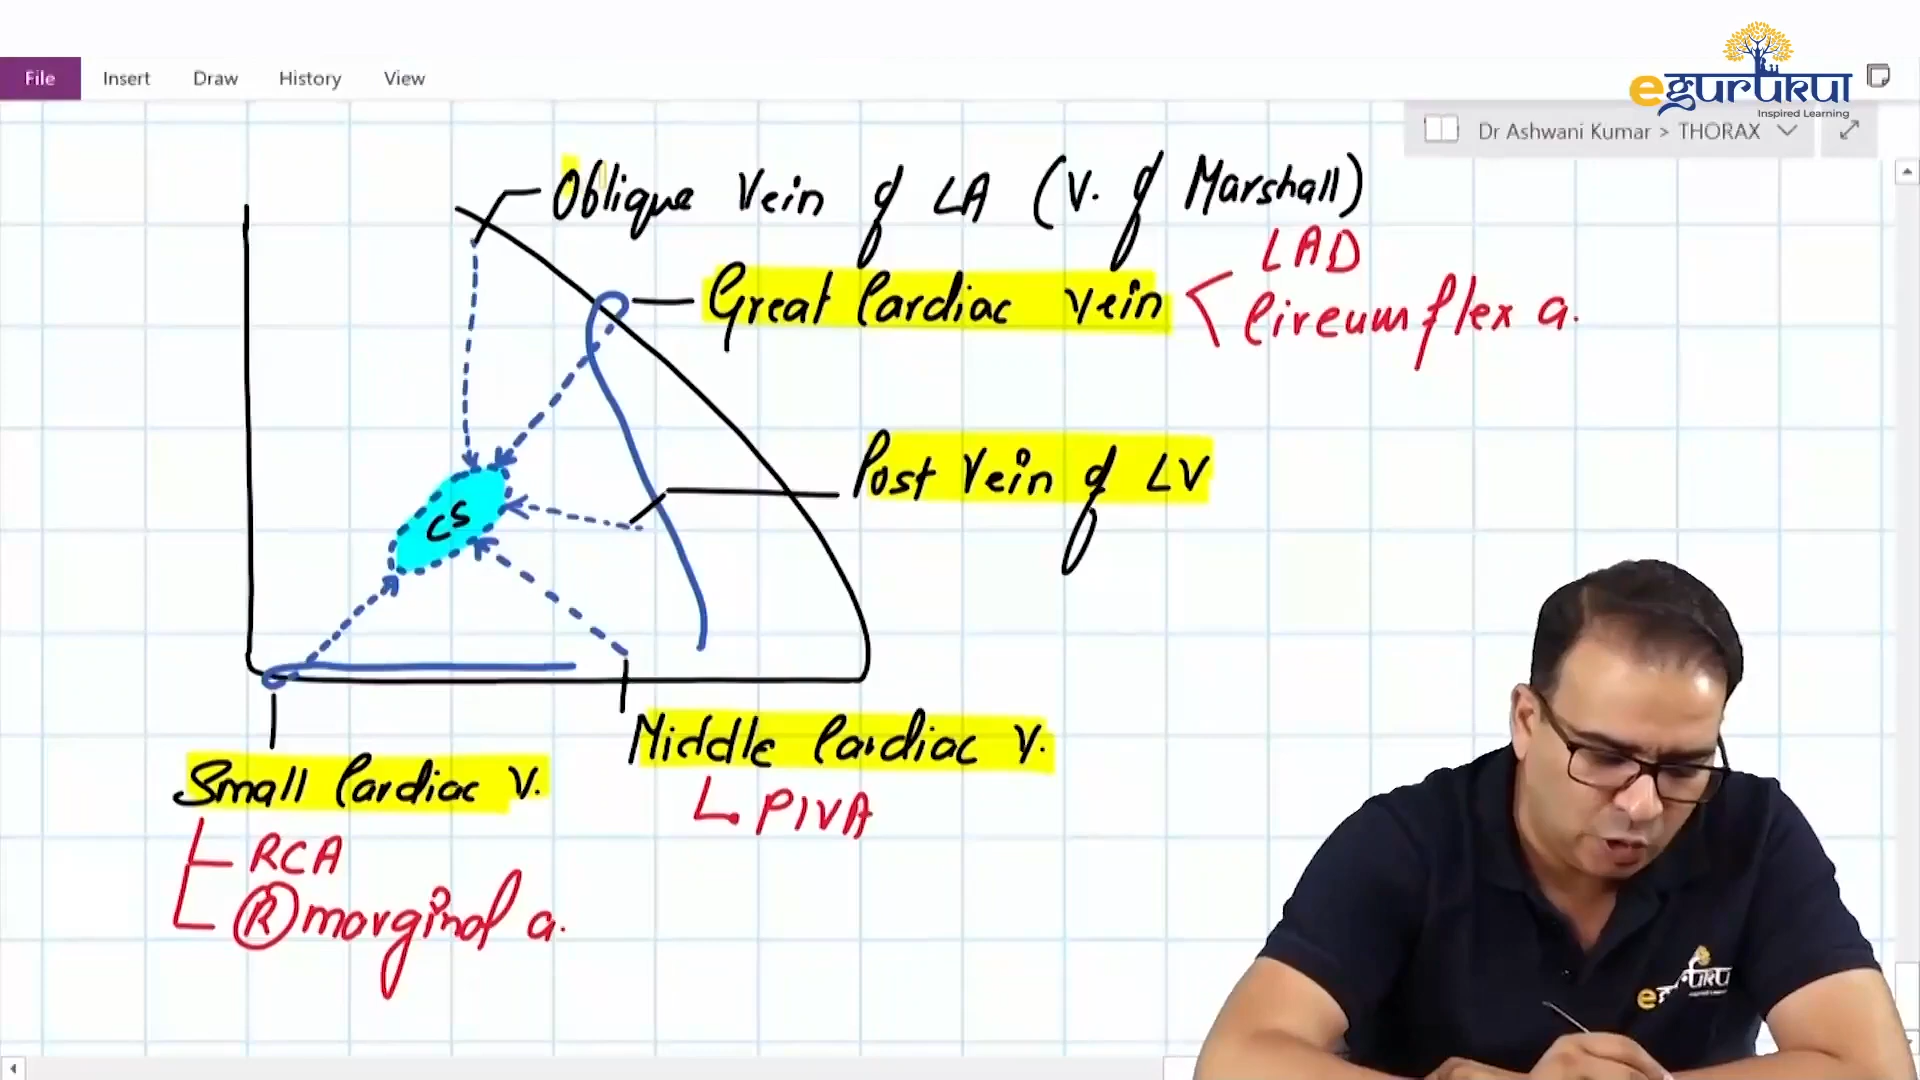 egurukul
Inspired Learning
File Insert Draw History View
Dr Ashwani Kumar > THORAX
Oblique Vein of LA (V. of Marshall)
Great Cardiac Vein
LAD
Circumflex a.
Post Vein of LV
CS
Middle Cardiac V.
PIVA
Small Cardiac V.
RCA
R marginal a.